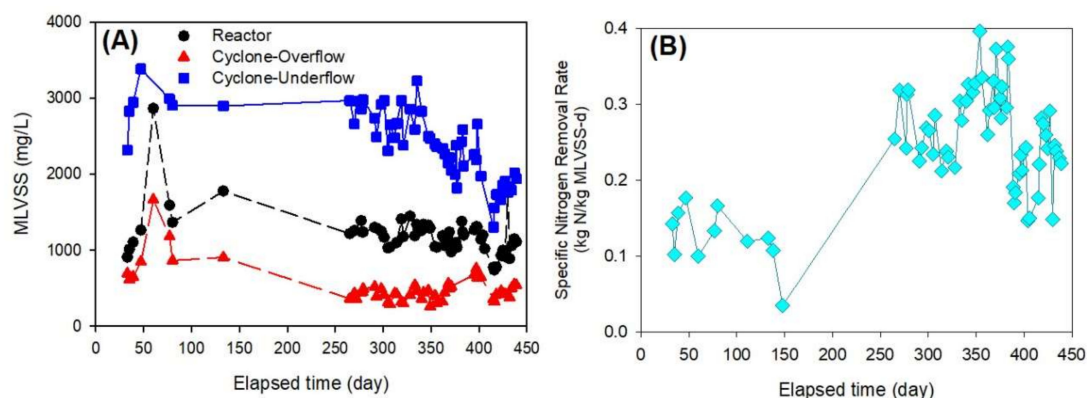 (A)
Reactor
Cyclone-Overflow
Cyclone-Underflow
MLVSS (mg/L)
4000
3000
2000
1000
0
0 50 100 150 200 250 300 350 400 450
Elapsed time (day)
(B)
Specific Nitrogen Removal Rate
(kg N/kg MLVSS-d)
0.4
0.3
0.2
0.1
0.0
0 50 100 150 200 250 300 350 400 450
Elapsed time (day)